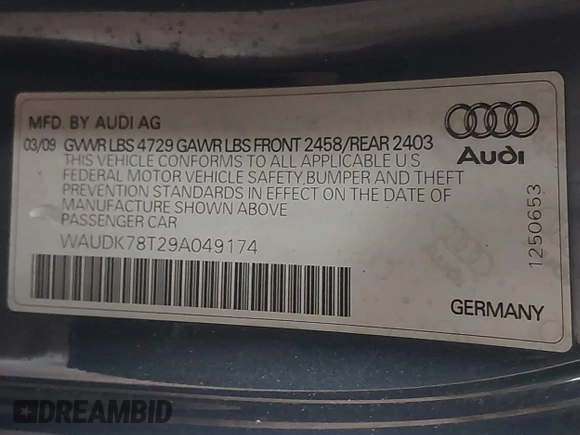 MFD. BY AUDI AG
03/09 GVWR LBS 4729 GAWR LBS FRONT 2458/REAR 2403
THIS VEHICLE CONFORMS TO ALL APPLICABLE U S
FEDERAL MOTOR VEHICLE SAFETY, BUMPER AND THEFT
PREVENTION STANDARDS IN EFFECT ON THE DATE OF
MANUFACTURE SHOWN ABOVE
PASSENGER CAR
WAUDK78T29A049174
Audi
Audi
1250653
GERMANY
DREAMBID